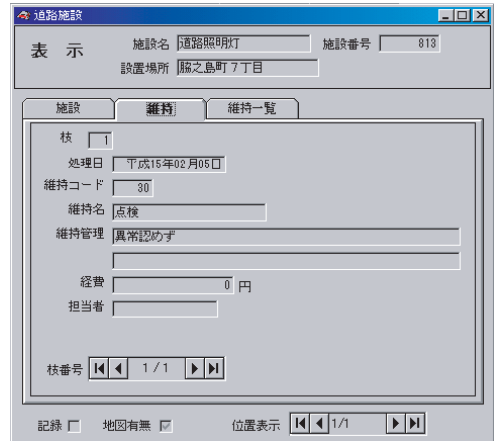 道路施設
表 示
施設名 道路照明灯 施設番号 813
設置場所 脇之島町7丁目
施設 維持 維持一覧
枝 1
処理日 平成15年02月05日
維持コード 30
維持名 点検
維持管理 異常認めず
経費 0 円
担当者
枝番号 1/1
記録 地図有無 位置表示 1/1